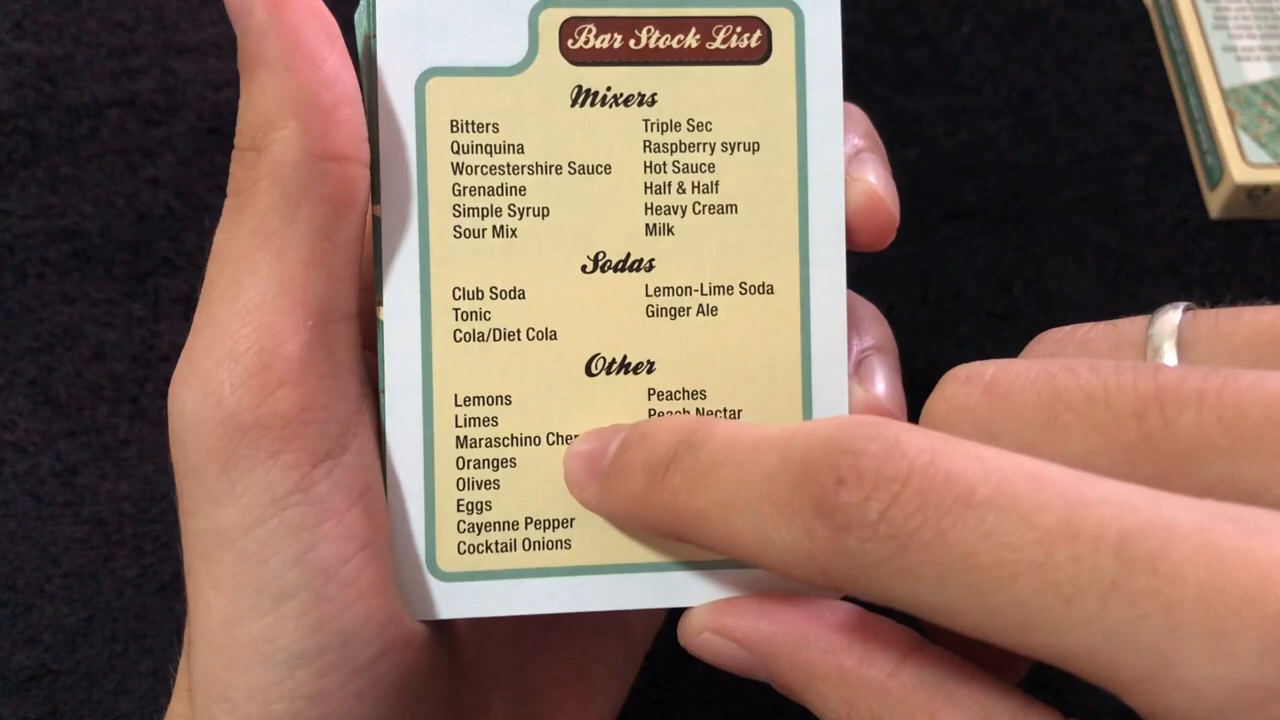 Bar Stock List
Mixers
Bitters
Quinquina
Worcestershire Sauce
Grenadine
Simple Syrup
Sour Mix
Triple Sec
Raspberry syrup
Hot Sauce
Half & Half
Heavy Cream
Milk
Sodas
Club Soda
Tonic
Cola/Diet Cola
Lemon-Lime Soda
Ginger Ale
Other
Lemons
Limes
Maraschino
Oranges
Olives
Eggs
Cayenne Pepper
Cocktail Onions
Peaches
Peach Nectar